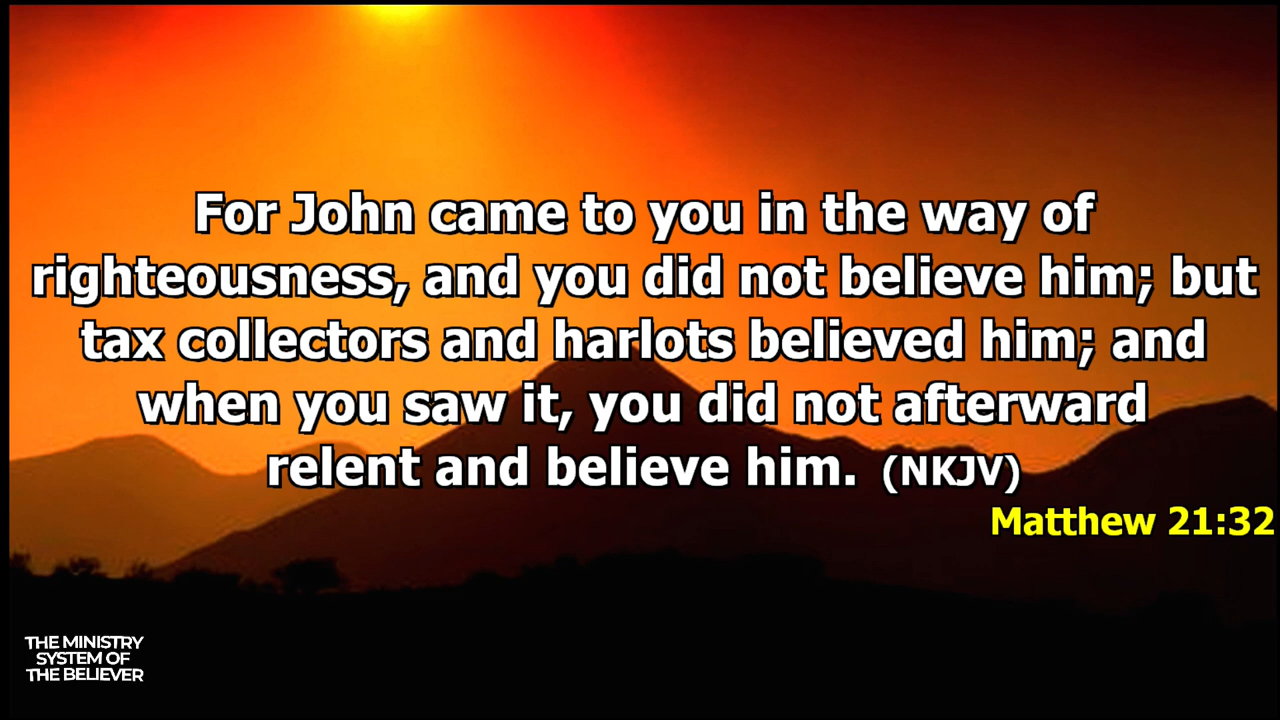 For John came to you in the way of
righteousness, and you did not believe him; but
tax collectors and harlots believed him; and
when you saw it, you did not afterward
relent and believe him. (NKJV)
Matthew 21:32
THE MINISTRY
SYSTEM OF
THE BELIEVER